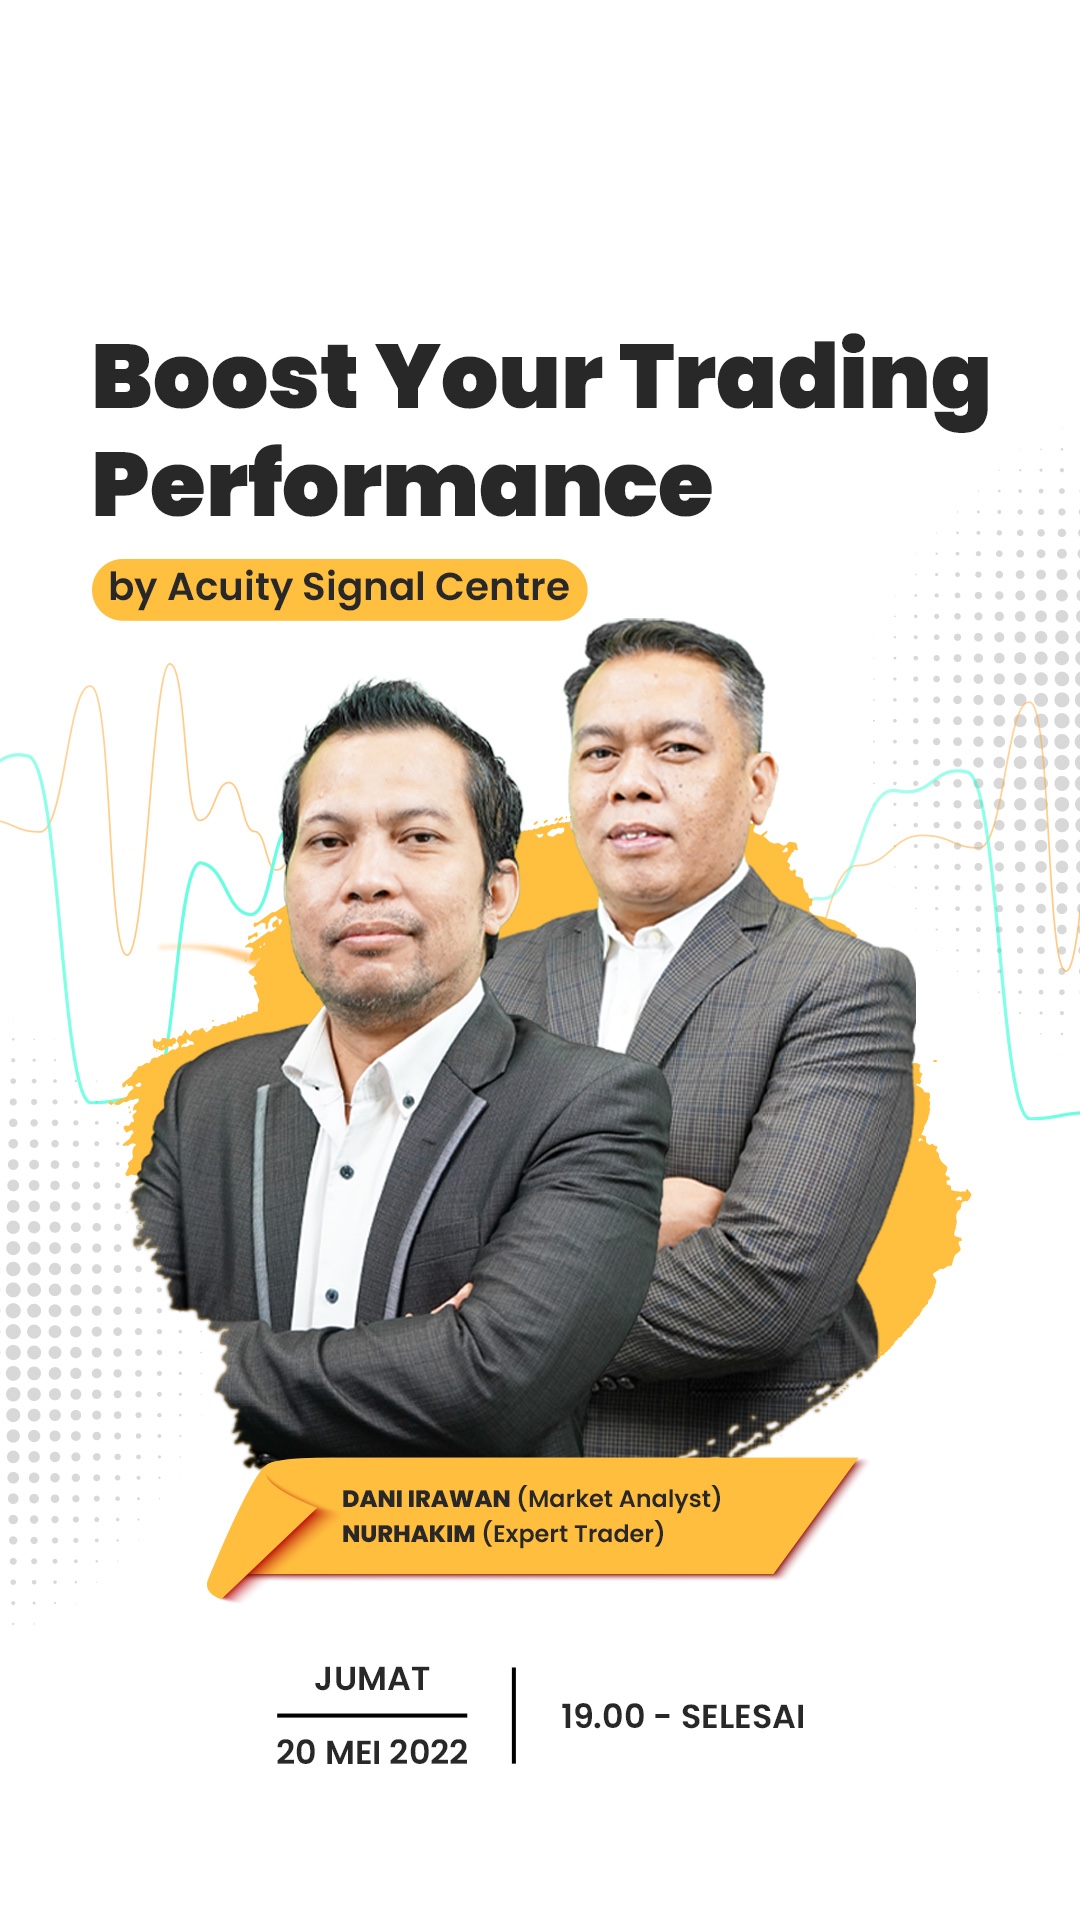 Boost Your Trading
Performance
by Acuity Signal Centre
DANI IRAWAN (Market Analyst)
NURHAKIM (Expert Trader)
JUMAT
20 MEI 2022
19.00 - SELESAI